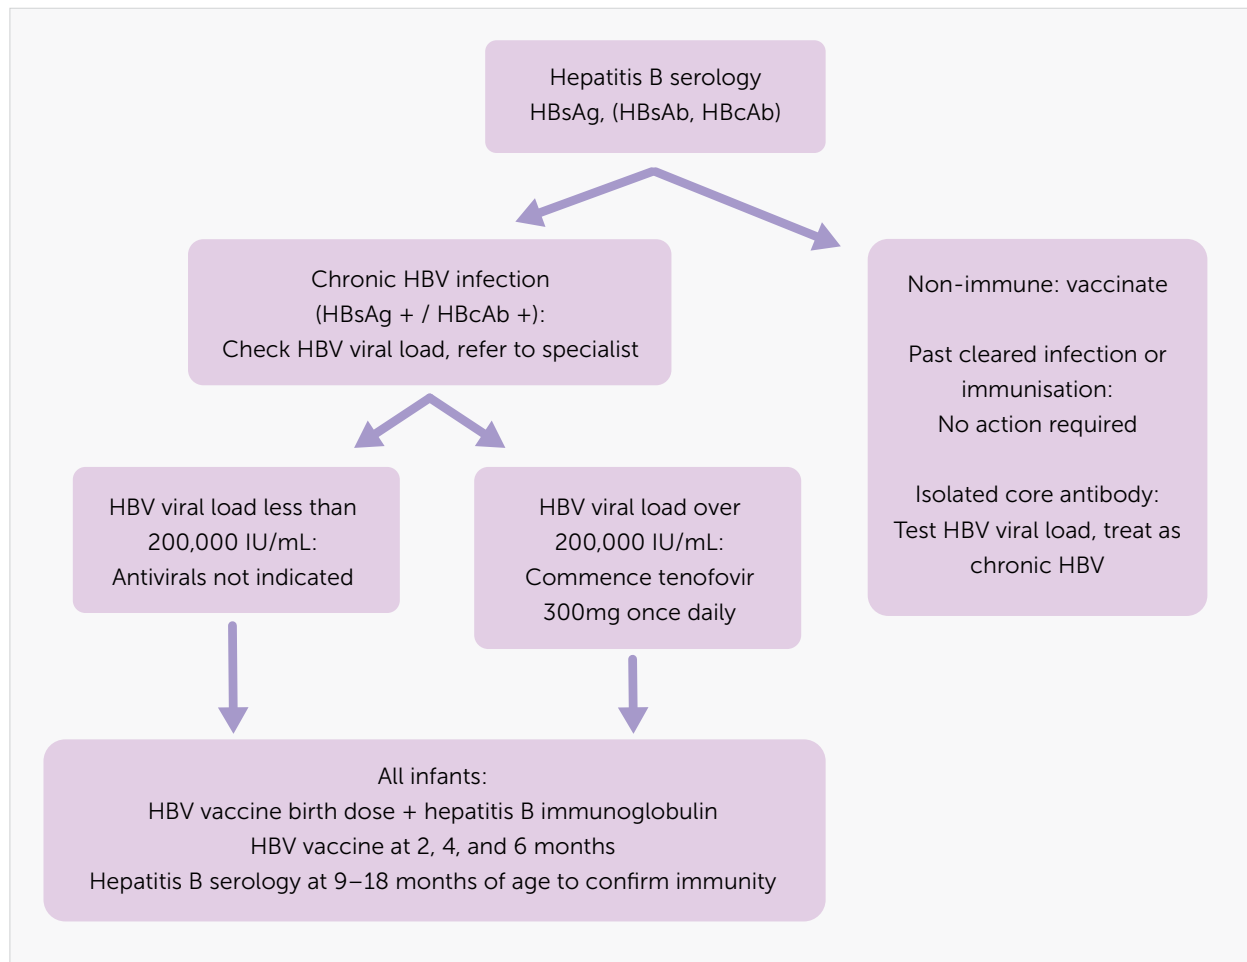 Hepatitis B serology
HBsAg, (HBsAb, HBcAb)
Chronic HBV infection
(HBsAg + / HBcAb +):
Check HBV viral load, refer to specialist
Non-immune: vaccinate
Past cleared infection or
immunisation:
No action required
Isolated core antibody:
Test HBV viral load, treat as
chronic HBV
HBV viral load less than
200,000 IU/mL:
Antivirals not indicated
HBV viral load over
200,000 IU/mL:
Commence tenofovir
300mg once daily
All infants:
HBV vaccine birth dose + hepatitis B immunoglobulin
HBV vaccine at 2, 4, and 6 months
Hepatitis B serology at 9–18 months of age to confirm immunity